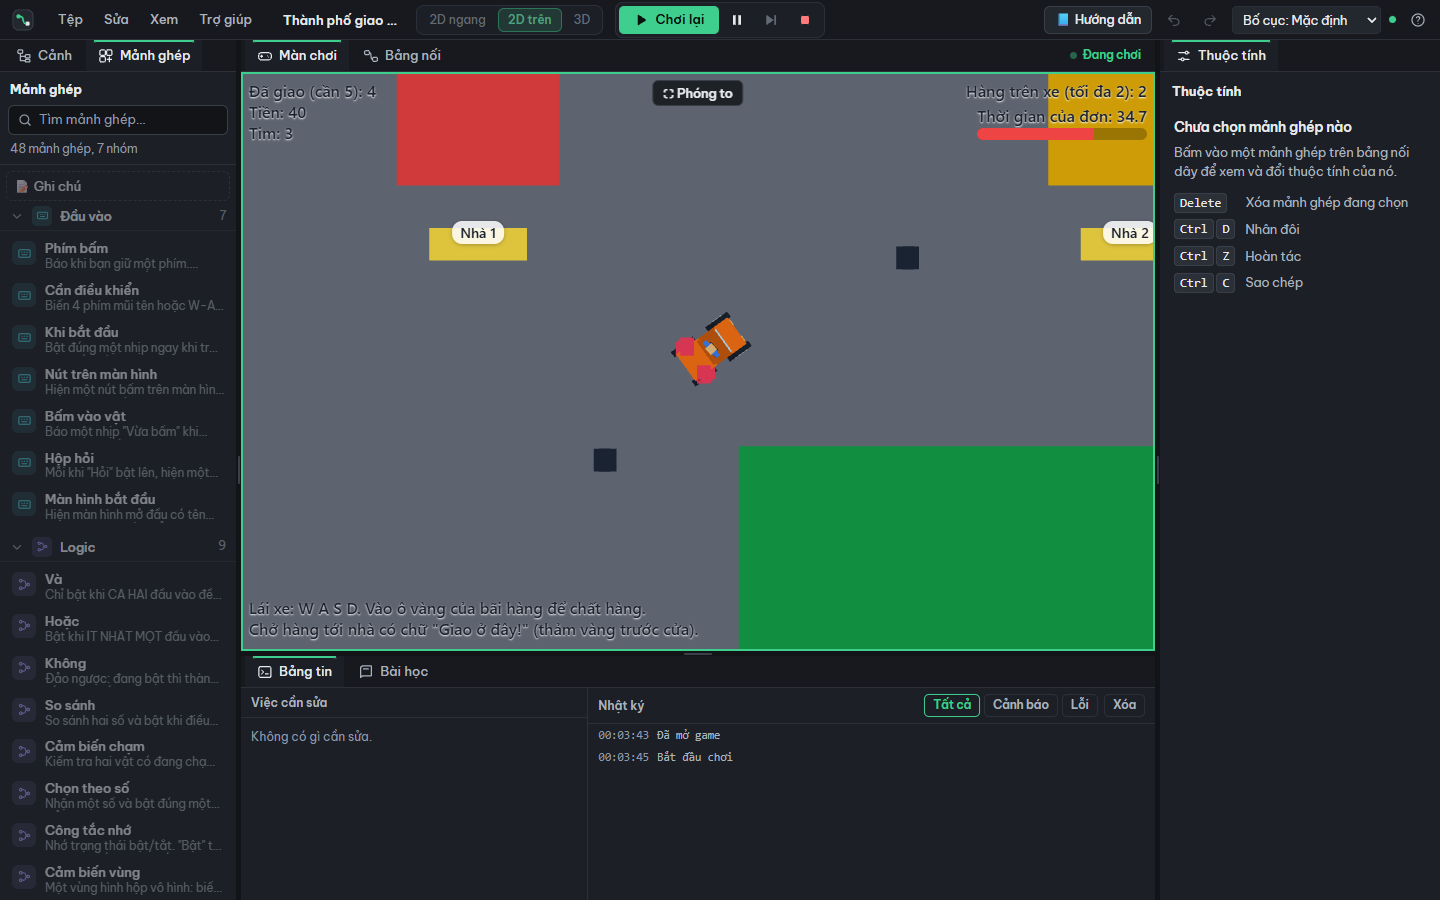 Tệp Sửa Xem Trợ giúp Thành phố giao ... 2D ngang 2D trên 3D Chơi lại Hướng dẫn Bố cục: Mặc định
Cảnh Mảnh ghép Màn chơi Bảng nối Đang chơi Thuộc tính
Mảnh ghép
Tìm mảnh ghép...
48 mảnh ghép, 7 nhóm
Ghi chú
Đầu vào 7
Phím bấm
Báo khi bạn giữ một phím....
Cần điều khiển
Biến 4 phím mũi tên hoặc W-A...
Khi bắt đầu
Bật đúng một nhịp ngay khi tr...
Nút trên màn hình
Hiện một nút bấm trên màn hìn...
Bấm vào vật
Báo một nhịp "Vừa bấm" khi...
Hộp hỏi
Mỗi khi "Hỏi" bật lên, hiện một...
Màn hình bắt đầu
Hiện màn hình mở đầu có tên...
Logic 9
Và
Chỉ bật khi CẢ HAI đầu vào đề...
Hoặc
Bật khi ÍT NHẤT MỘT đầu vào...
Không
Đảo ngược: đang bật thì thàn...
So sánh
So sánh hai số và bật khi điều...
Cảm biến chạm
Kiểm tra hai vật có đang chạ...
Chọn theo số
Nhận một số và bật đúng một...
Công tắc nhớ
Nhớ trạng thái bật/tắt. "Bật" t...
Cảm biến vùng
Một vùng hình hộp vô hình: biế...
Đã giao (cần 5): 4
Tiền: 40
Tim: 3
Phóng to
Hàng trên xe (tối đa 2): 2
Thời gian của đơn: 34.7
Nhà 1
Nhà 2
Lái xe: W A S D. Vào ô vàng của bãi hàng để chất hàng.
Chở hàng tới nhà có chữ "Giao ở đây!" (thảm vàng trước cửa).
Bảng tin Bài học
Việc cần sửa
Không có gì cần sửa.
Nhật ký Tất cả Cảnh báo Lỗi Xóa
00:03:43 Đã mở game
00:03:45 Bắt đầu chơi
Thuộc tính
Chưa chọn mảnh ghép nào
Bấm vào một mảnh ghép trên bảng nối
dây để xem và đổi thuộc tính của nó.
Delete Xóa mảnh ghép đang chọn
Ctrl D Nhân đôi
Ctrl Z Hoàn tác
Ctrl C Sao chép